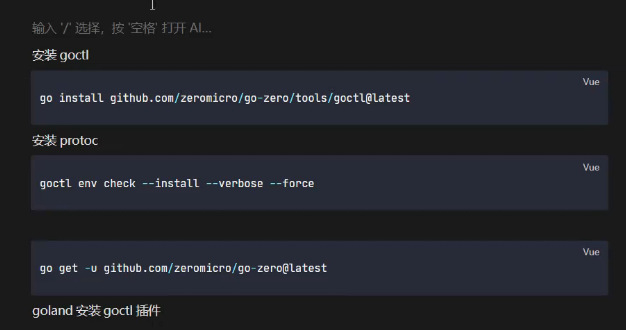 输入 '/' 选择，按 '空格' 打开 AI...
安装 goctl
Vue
go install github.com/zeromicro/go-zero/tools/goctl@latest
安装 protoc
Vue
goctl env check --install --verbose --force
Vue
go get -u github.com/zeromicro/go-zero@latest
goland 安装 goctl 插件